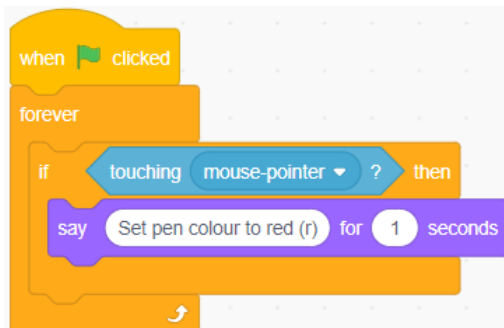 when clicked
forever
if touching mouse-pointer ? then
say Set pen colour to red (r) for 1 seconds